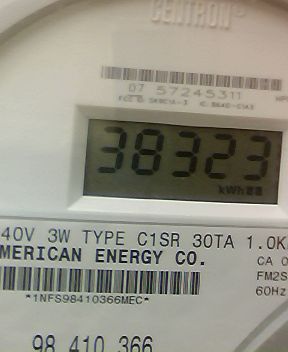 CENTRON®
07 57245311
38323
kWh
40V 3W TYPE C1SR 30TA 1.0K
MERICAN ENERGY CO.
CA 0
FM2S
60Hz
*1NFS98410366MEC*
98 410 366